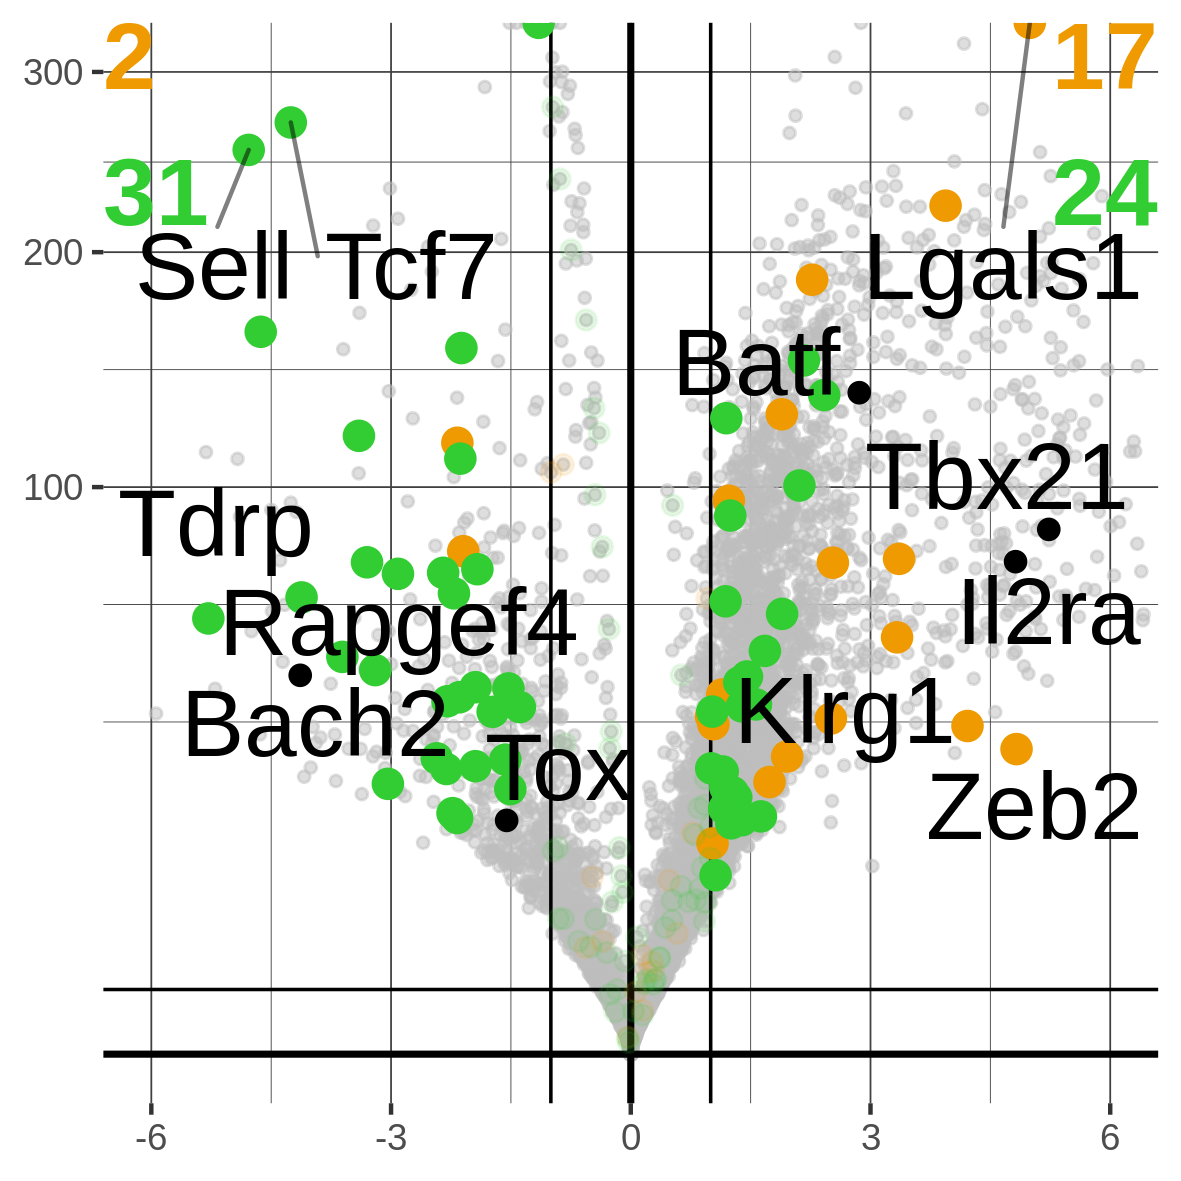 2 17
300
31 24
Sell Tcf7 Lgals1
200
Batf
Tbx21
100
Tdrp
Il2ra
Rapgef4
Bach2 Klrg1
Tox Zeb2
-6 -3 0 3 6